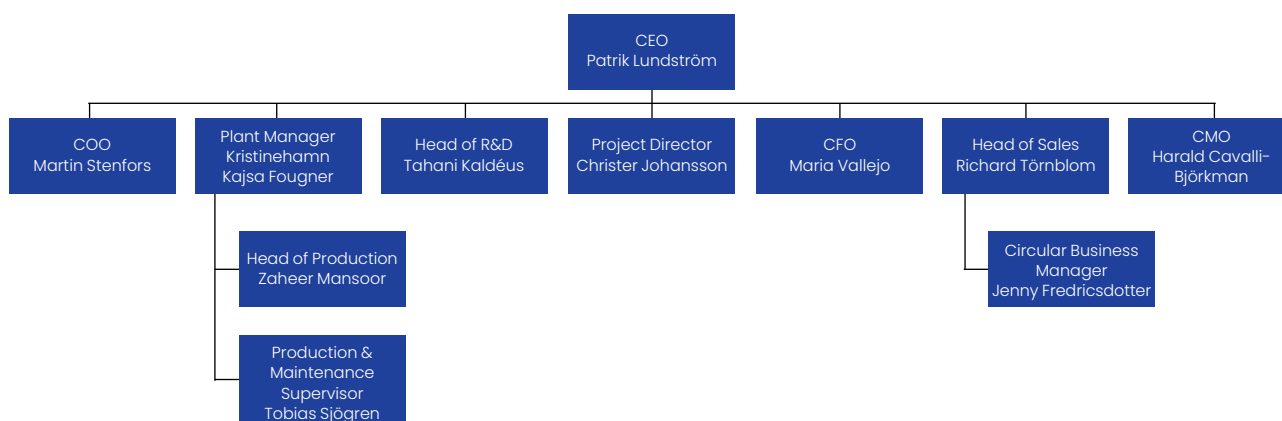 CEO
Patrik Lundström
COO
Martin Stenfors
Plant Manager
Kristinehamn
Kajsa Fougner
Head of R&D
Tahani Kaldéus
Project Director
Christer Johansson
CFO
Maria Vallejo
Head of Sales
Richard Törnblom
CMO
Harald Cavalli-
Björkman
Head of Production
Zaheer Mansoor
Circular Business
Manager
Jenny Fredricsdotter
Production &
Maintenance
Supervisor
Tobias Sjögren